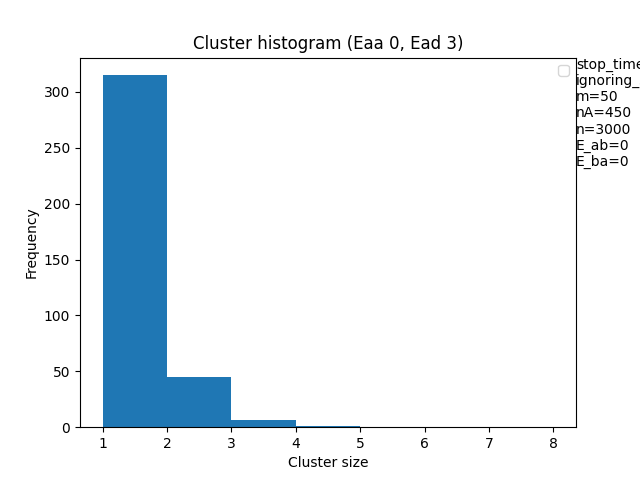 Cluster histogram (Eaa 0, Ead 3)
stop_time
ignoring_
m=50
nA=450
n=3000
E_ab=0
E_ba=0
Frequency
300
250
200
150
100
50
0
1 2 3 4 5 6 7 8
Cluster size